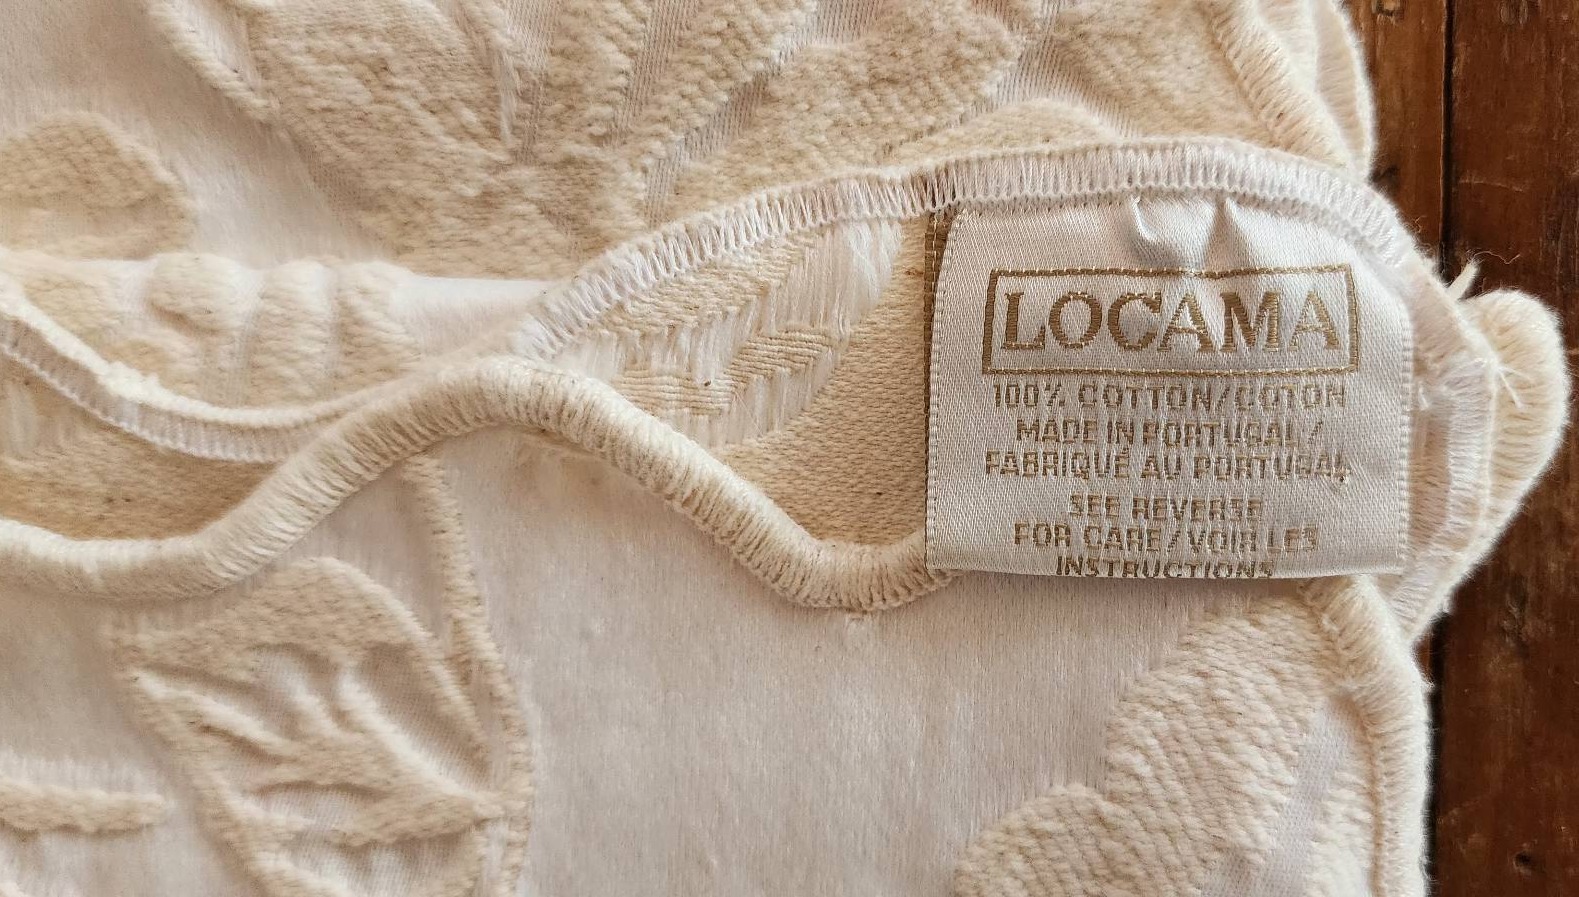 LOCAMA
100% COTTON/COTON
MADE IN PORTUGAL/
FABRIQUÉ AU PORTUGAL
SEE REVERSE
FOR CARE/VOIR LES
INSTRUCTIONS